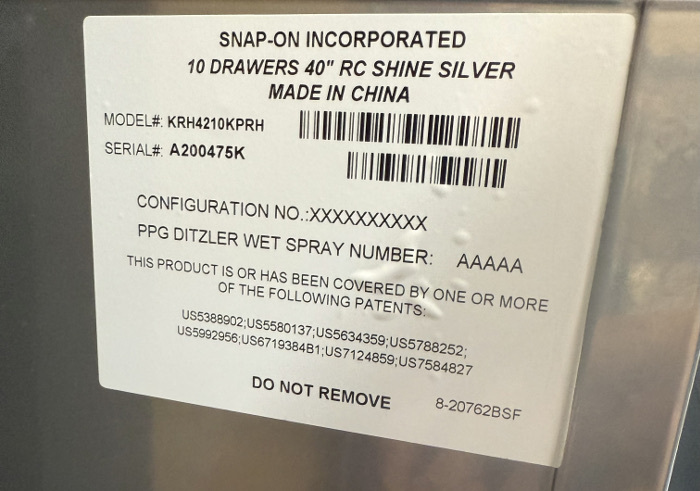 SNAP-ON INCORPORATED
10 DRAWERS 40" RC SHINE SILVER
MADE IN CHINA
MODEL#: KRH4210KPRH
SERIAL#: A200475K
CONFIGURATION NO.:XXXXXXXXXX
PPG DITZLER WET SPRAY NUMBER: AAAAA
THIS PRODUCT IS OR HAS BEEN COVERED BY ONE OR MORE
OF THE FOLLOWING PATENTS:
US5388902;US5580137;US5634359;US5788252;
US5992956;US6719384B1;US7124859;US7584827
DO NOT REMOVE 8-20762BSF